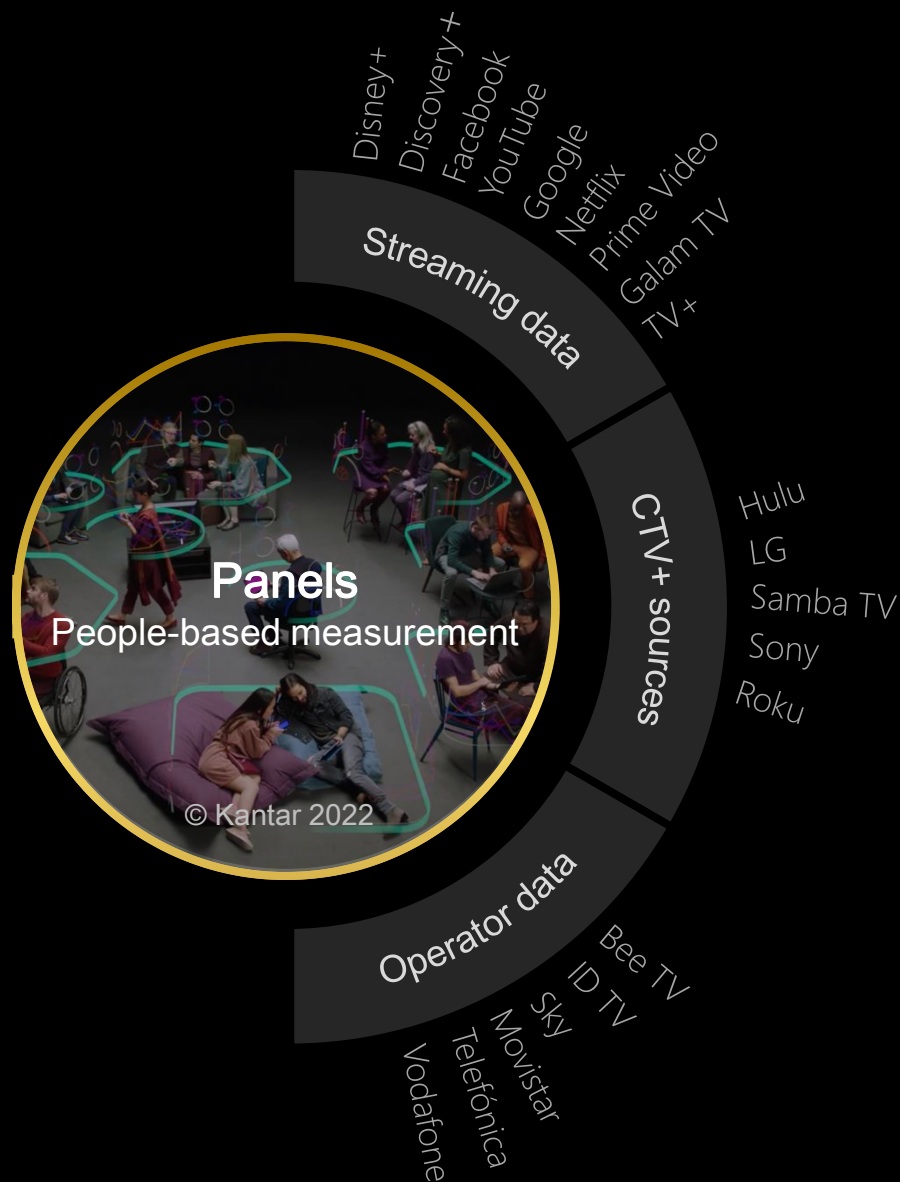 Disney+
Discovery+
Facebook
YouTube
Google
Netflix
Prime Video
Galam TV
TV+
Streaming data
Hulu
LG
Samba TV
Sony
Roku
CTV+ sources
Panels
People-based measurement
© Kantar 2022
Operator data
Bee TV
ID TV
Sky
Movistar
Telefónica
Vodafone